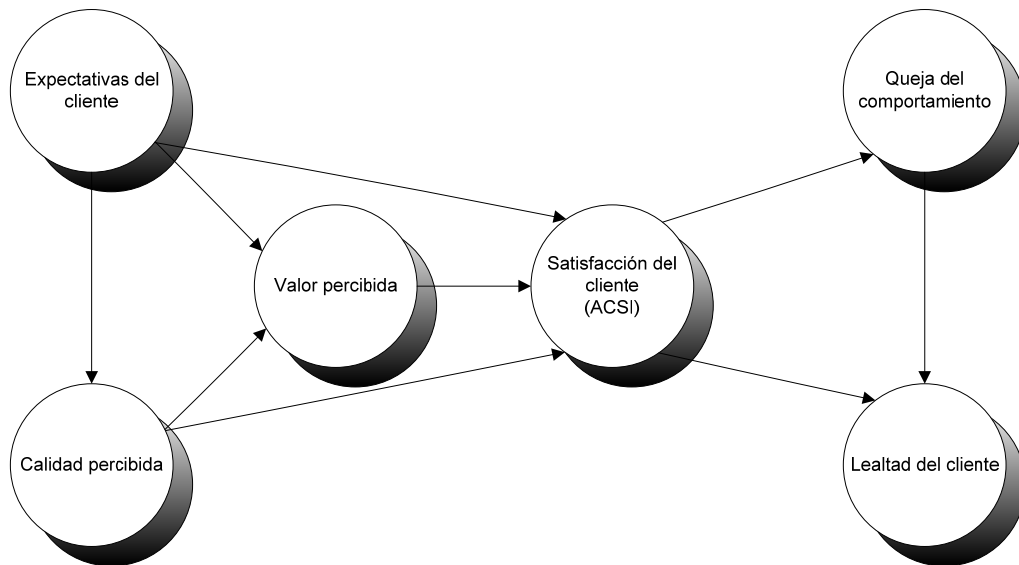 Expectativas del
cliente
Queja del
comportamiento
Valor percibida
Satisfacción del
cliente
(ACSI)
Calidad percibida
Lealtad del cliente